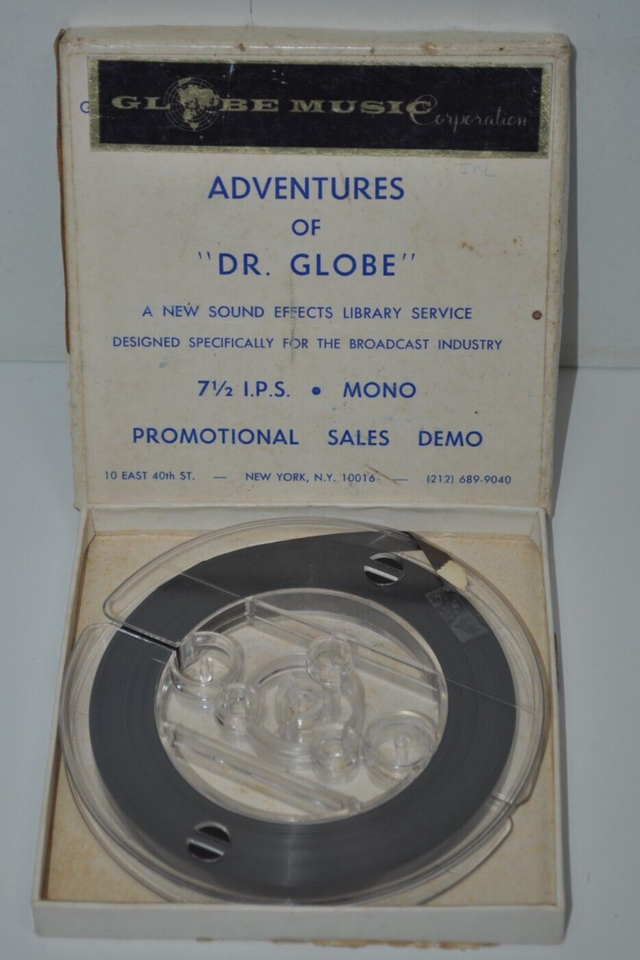 G
GLOBE MUSIC Corporation
ADVENTURES
OF
"DR. GLOBE"
A NEW SOUND EFFECTS LIBRARY SERVICE
DESIGNED SPECIFICALLY FOR THE BROADCAST INDUSTRY
7½ I.P.S. • MONO
PROMOTIONAL SALES DEMO
10 EAST 40th ST. — NEW YORK, N.Y. 10016 — (212) 689-9040